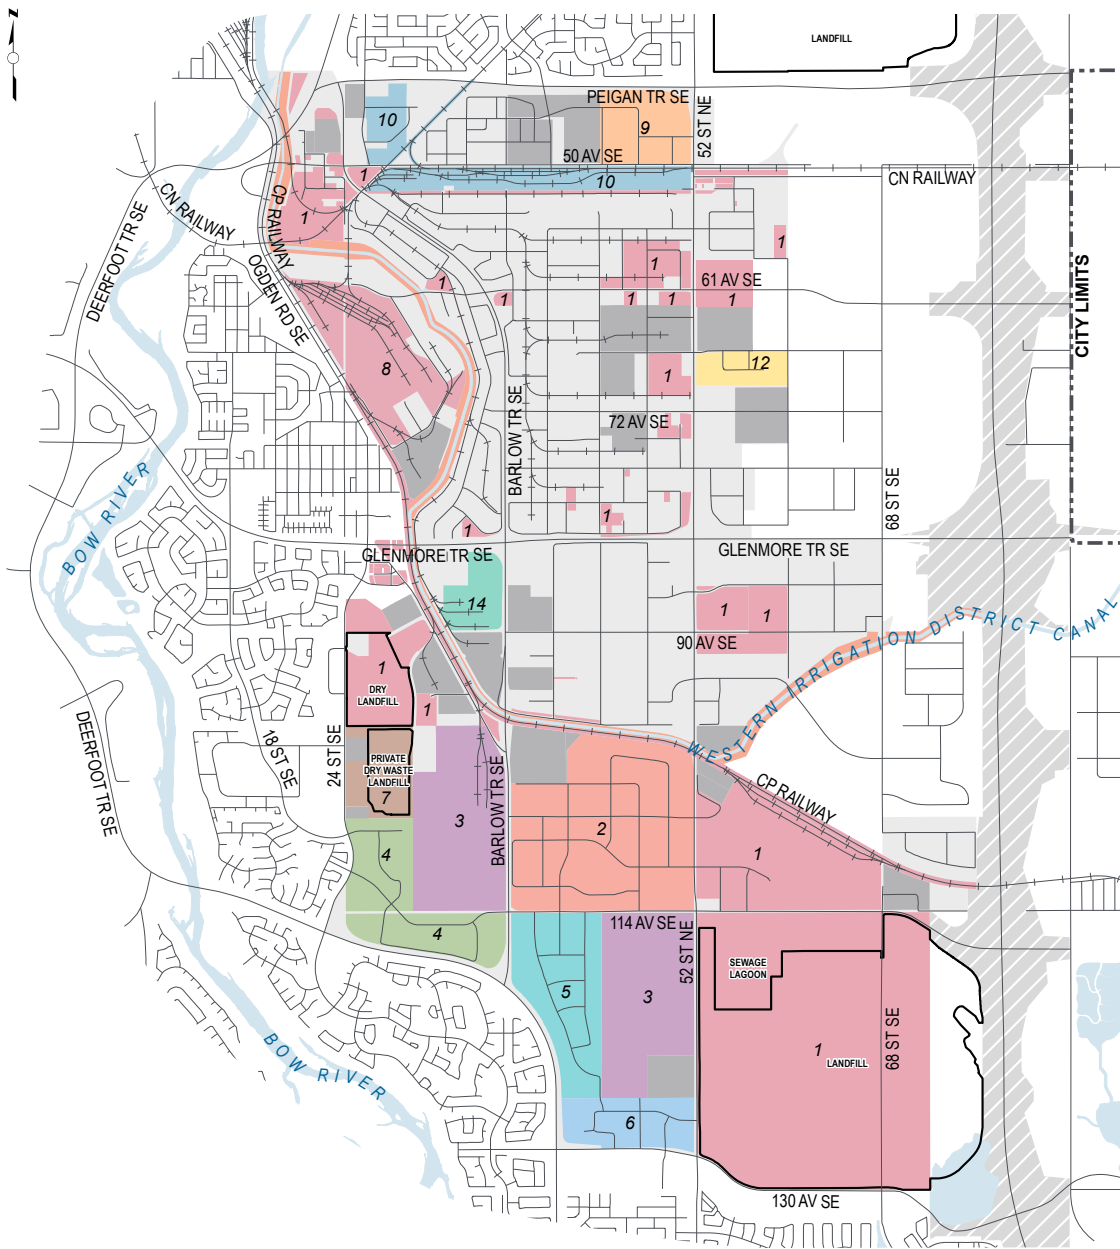 N
LANDFILL
PEIGAN TR SE
10
9
52 ST NE
50 AV SE
1
10
CN RAILWAY
CN RAILWAY
CP RAILWAY
1
1
DEERFOOT TR SE
OGDEN RD SE
1
61 AV SE
1
1
1
1
1
CITY LIMITS
8
1
12
BARLOW TR SE
72 AV SE
BOW RIVER
68 ST SE
1
1
GLENMORE TR SE
GLENMORE TR SE
14
1
1
90 AV SE
WESTERN IRRIGATION DISTRICT CANAL
1
DRY
LANDFILL
1
DEERFOOT TR SE
18 ST SE
24 ST SE
PRIVATE
DRY WASTE
LANDFILL
7
BARLOW TR SE
CP RAILWAY
3
2
4
1
4
114 AV SE
52 ST NE
SEWAGE
LAGOON
5
3
68 ST SE
1
LANDFILL
BOW RIVER
6
130 AV SE